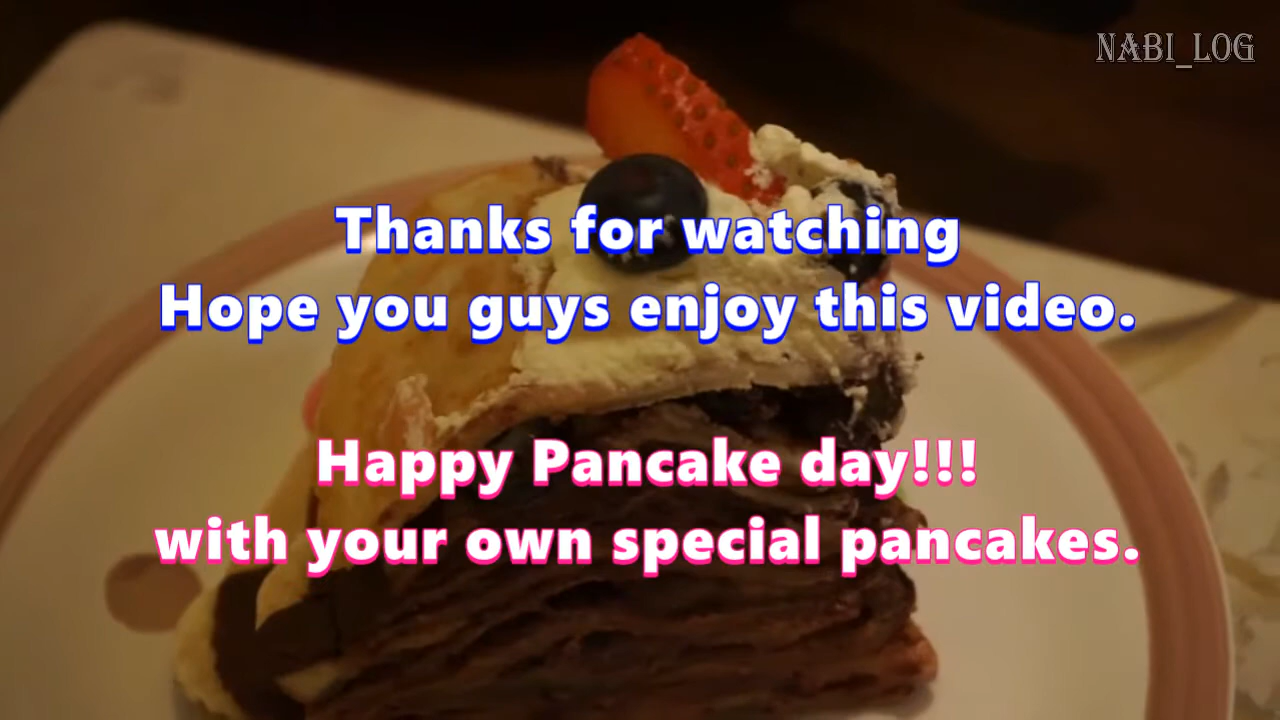 NABI_LOG
Thanks for watching
Hope you guys enjoy this video.
Happy Pancake day!!!
with your own special pancakes.